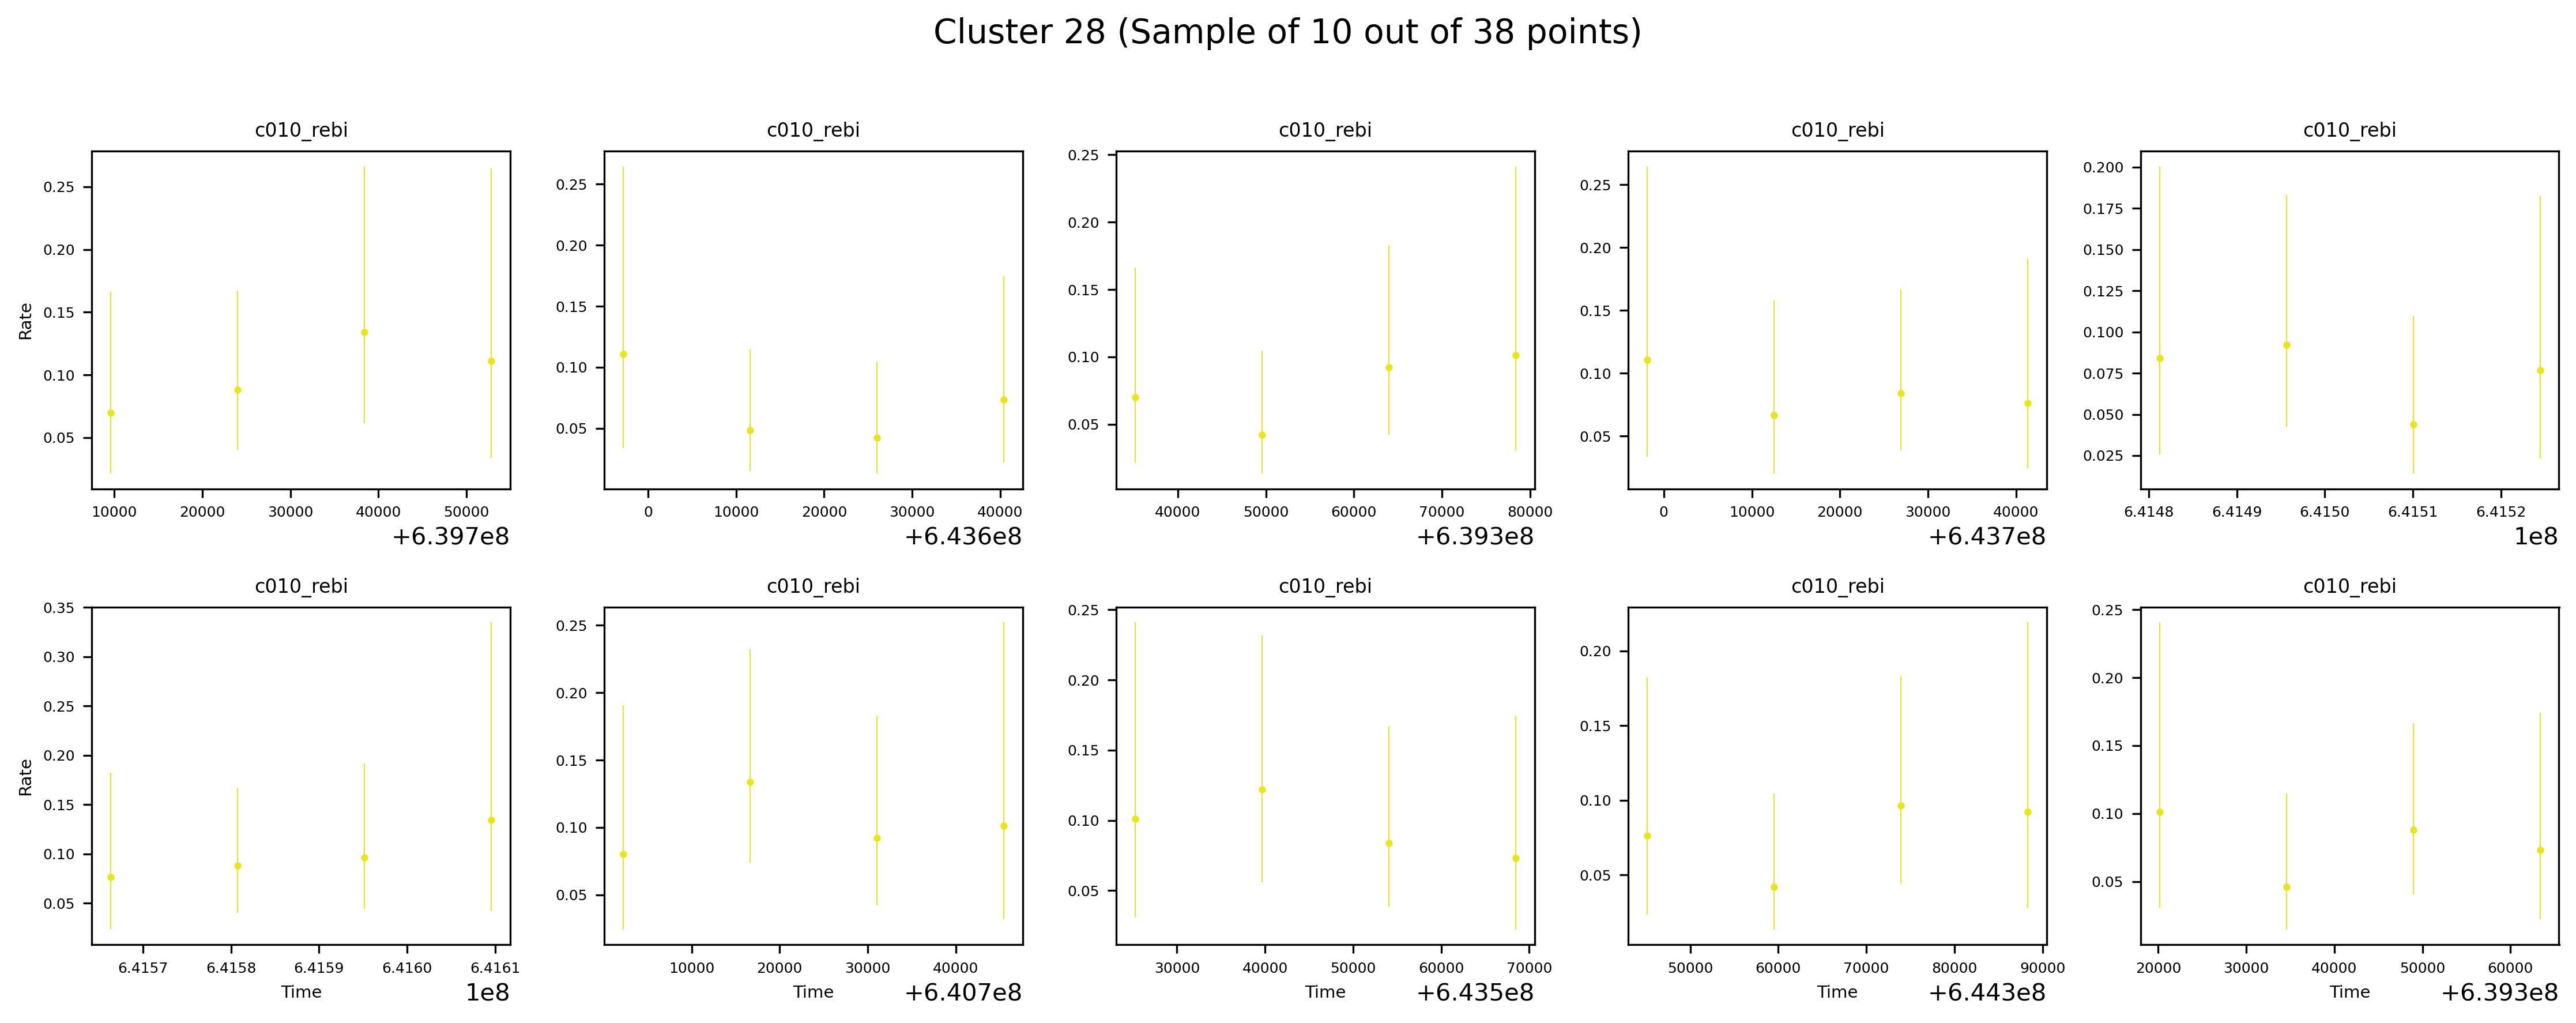 Cluster 28 (Sample of 10 out of 38 points)
c010_rebi c010_rebi c010_rebi c010_rebi c010_rebi
Rate
0.25 0.20 0.15 0.10 0.05
10000 20000 30000 40000 50000
+6.397e8
0.25 0.20 0.15 0.10 0.05
0 10000 20000 30000 40000
+6.436e8
0.25 0.20 0.15 0.10 0.05
40000 50000 60000 70000 80000
+6.393e8
0.25 0.20 0.15 0.10 0.05
0 10000 20000 30000 40000
+6.437e8
0.200 0.175 0.150 0.125 0.100 0.075 0.050 0.025
6.4148 6.4149 6.4150 6.4151 6.4152
1e8
c010_rebi c010_rebi c010_rebi c010_rebi c010_rebi
Rate
0.35 0.30 0.25 0.20 0.15 0.10 0.05
6.4157 6.4158 6.4159 6.4160 6.4161
Time 1e8
0.25 0.20 0.15 0.10 0.05
10000 20000 30000 40000
Time +6.407e8
0.25 0.20 0.15 0.10 0.05
30000 40000 50000 60000 70000
Time +6.435e8
0.20 0.15 0.10 0.05
50000 60000 70000 80000 90000
Time +6.443e8
0.25 0.20 0.15 0.10 0.05
20000 30000 40000 50000 60000
Time +6.393e8